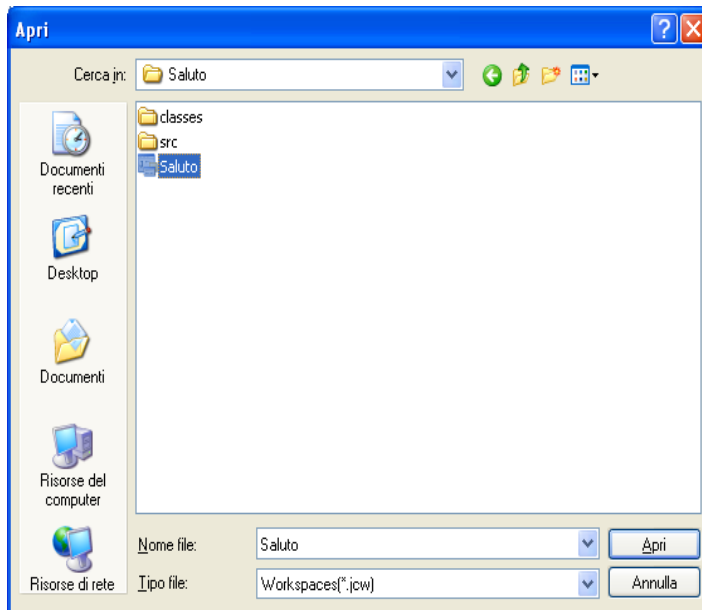 Apri
Cerca in: Saluto
classes
src
Saluto
Documenti
recenti
Desktop
Documenti
Risorse del
computer
Risorse di rete
Nome file: Saluto Apri
Tipo file: Workspaces(*.jcw) Annulla